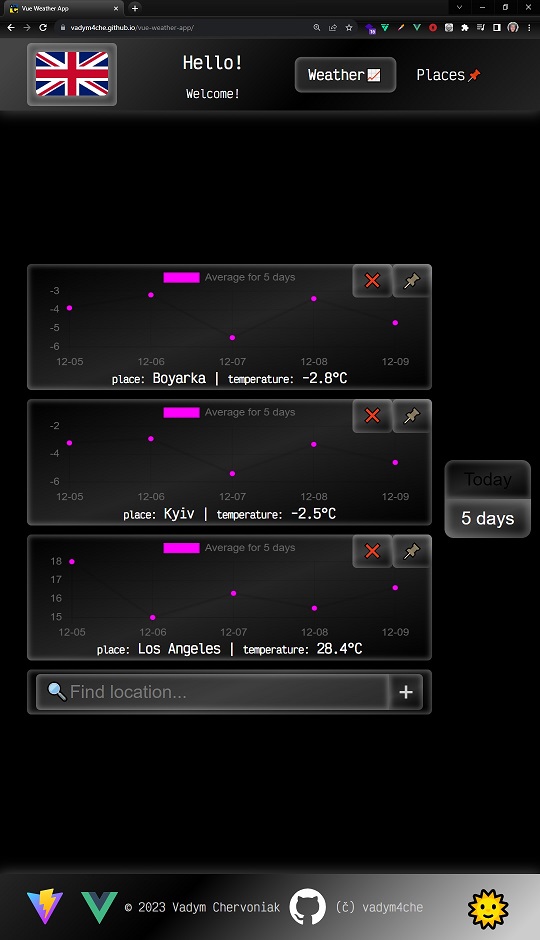 Vue Weather App
vadym4che.github.io/vue-weather-app/
16
Hello!
Welcome!
Weather
Places
Average for 5 days
-3
-4
-5
-6
12-05 12-06 12-07 12-08 12-09
place: Boyarka | temperature: -2.8°C
Average for 5 days
-2
-4
-6
12-05 12-06 12-07 12-08 12-09
place: Kyiv | temperature: -2.5°C
Today
5 days
Average for 5 days
18
17
16
15
12-05 12-06 12-07 12-08 12-09
place: Los Angeles | temperature: 28.4°C
Find location...
+
© 2023 Vadym Chervoniak (č) vadym4che